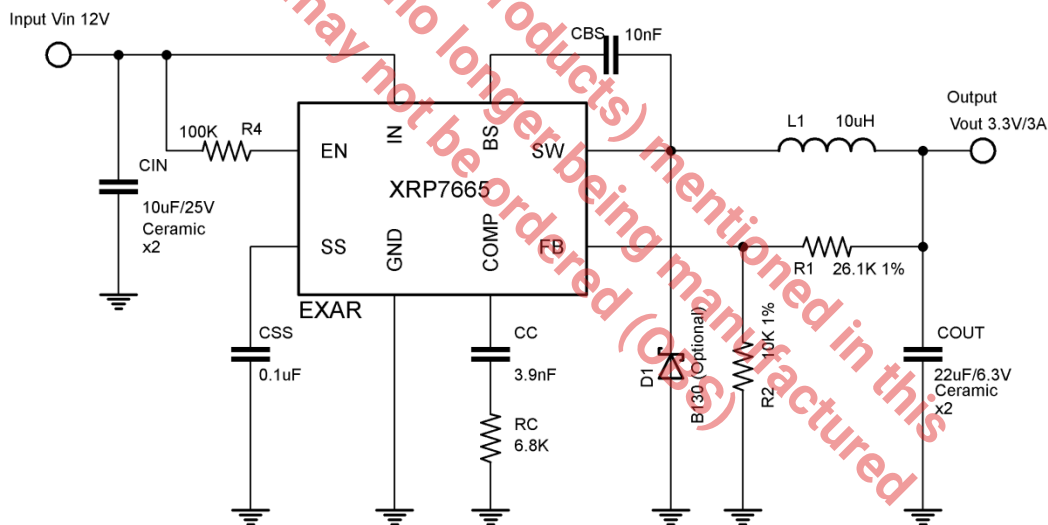 Input Vin 12V
CBS 10nF
Output
Vout 3.3V/3A
L1 10uH
100K R4
EN
IN
BS
SW
CIN
10uF/25V
Ceramic
x2
XRP7665
SS
GND
COMP
FB
R1 26.1K 1%
EXAR
CSS
0.1uF
CC
3.9nF
RC
6.8K
D1
B130 (Optional)
R2
10K 1%
COUT
22uF/6.3V
Ceramic
x2
roducts) mentioned in this
no longer being manufactured
may not be ordered (OBS)